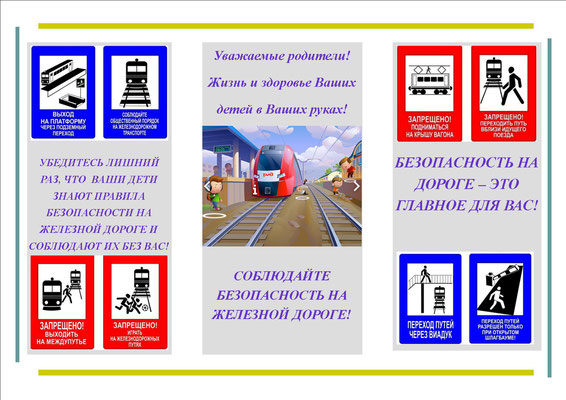 ВЫХОД
НА ПЛАТФОРМУ
ЧЕРЕЗ ПОДЗЕМНЫЙ
ПЕРЕХОД
СОБЛЮДАЙТЕ
ОБЩЕСТВЕННЫЙ ПОРЯДОК
НА ЖЕЛЕЗНОДОРОЖНОМ
ТРАНСПОРТЕ
УБЕДИТЕСЬ ЛИШНИЙ
РАЗ, ЧТО ВАШИ ДЕТИ
ЗНАЮТ ПРАВИЛА
БЕЗОПАСНОСТИ НА
ЖЕЛЕЗНОЙ ДОРОГЕ И
СОБЛЮДАЮТ ИХ БЕЗ ВАС!
ЗАПРЕЩЕНО!
ВЫХОДИТЬ
НА МЕЖДУПУТЬЕ
ЗАПРЕЩЕНО!
ИГРАТЬ
НА ЖЕЛЕЗНОДОРОЖНЫХ
ПУТЯХ
Уважаемые родители!
Жизнь и здоровье Ваших
детей в Ваших руках!
СОБЛЮДАЙТЕ
БЕЗОПАСНОСТЬ НА
ЖЕЛЕЗНОЙ ДОРОГЕ!
ЗАПРЕЩЕНО!
ПОДНИМАТЬСЯ
НА КРЫШУ ВАГОНА
ЗАПРЕЩЕНО!
ПЕРЕХОДИТЬ ПУТЬ
ВБЛИЗИ ИДУЩЕГО
ПОЕЗДА
БЕЗОПАСНОСТЬ НА
ДОРОГЕ – ЭТО
ГЛАВНОЕ ДЛЯ ВАС!
ПЕРЕХОД ПУТЕЙ
ЧЕРЕЗ ВИАДУК
ПЕРЕХОД ПУТЕЙ
РАЗРЕШЕН ТОЛЬКО
ПРИ ОТКРЫТОМ
ШЛАГБАУМЕ!